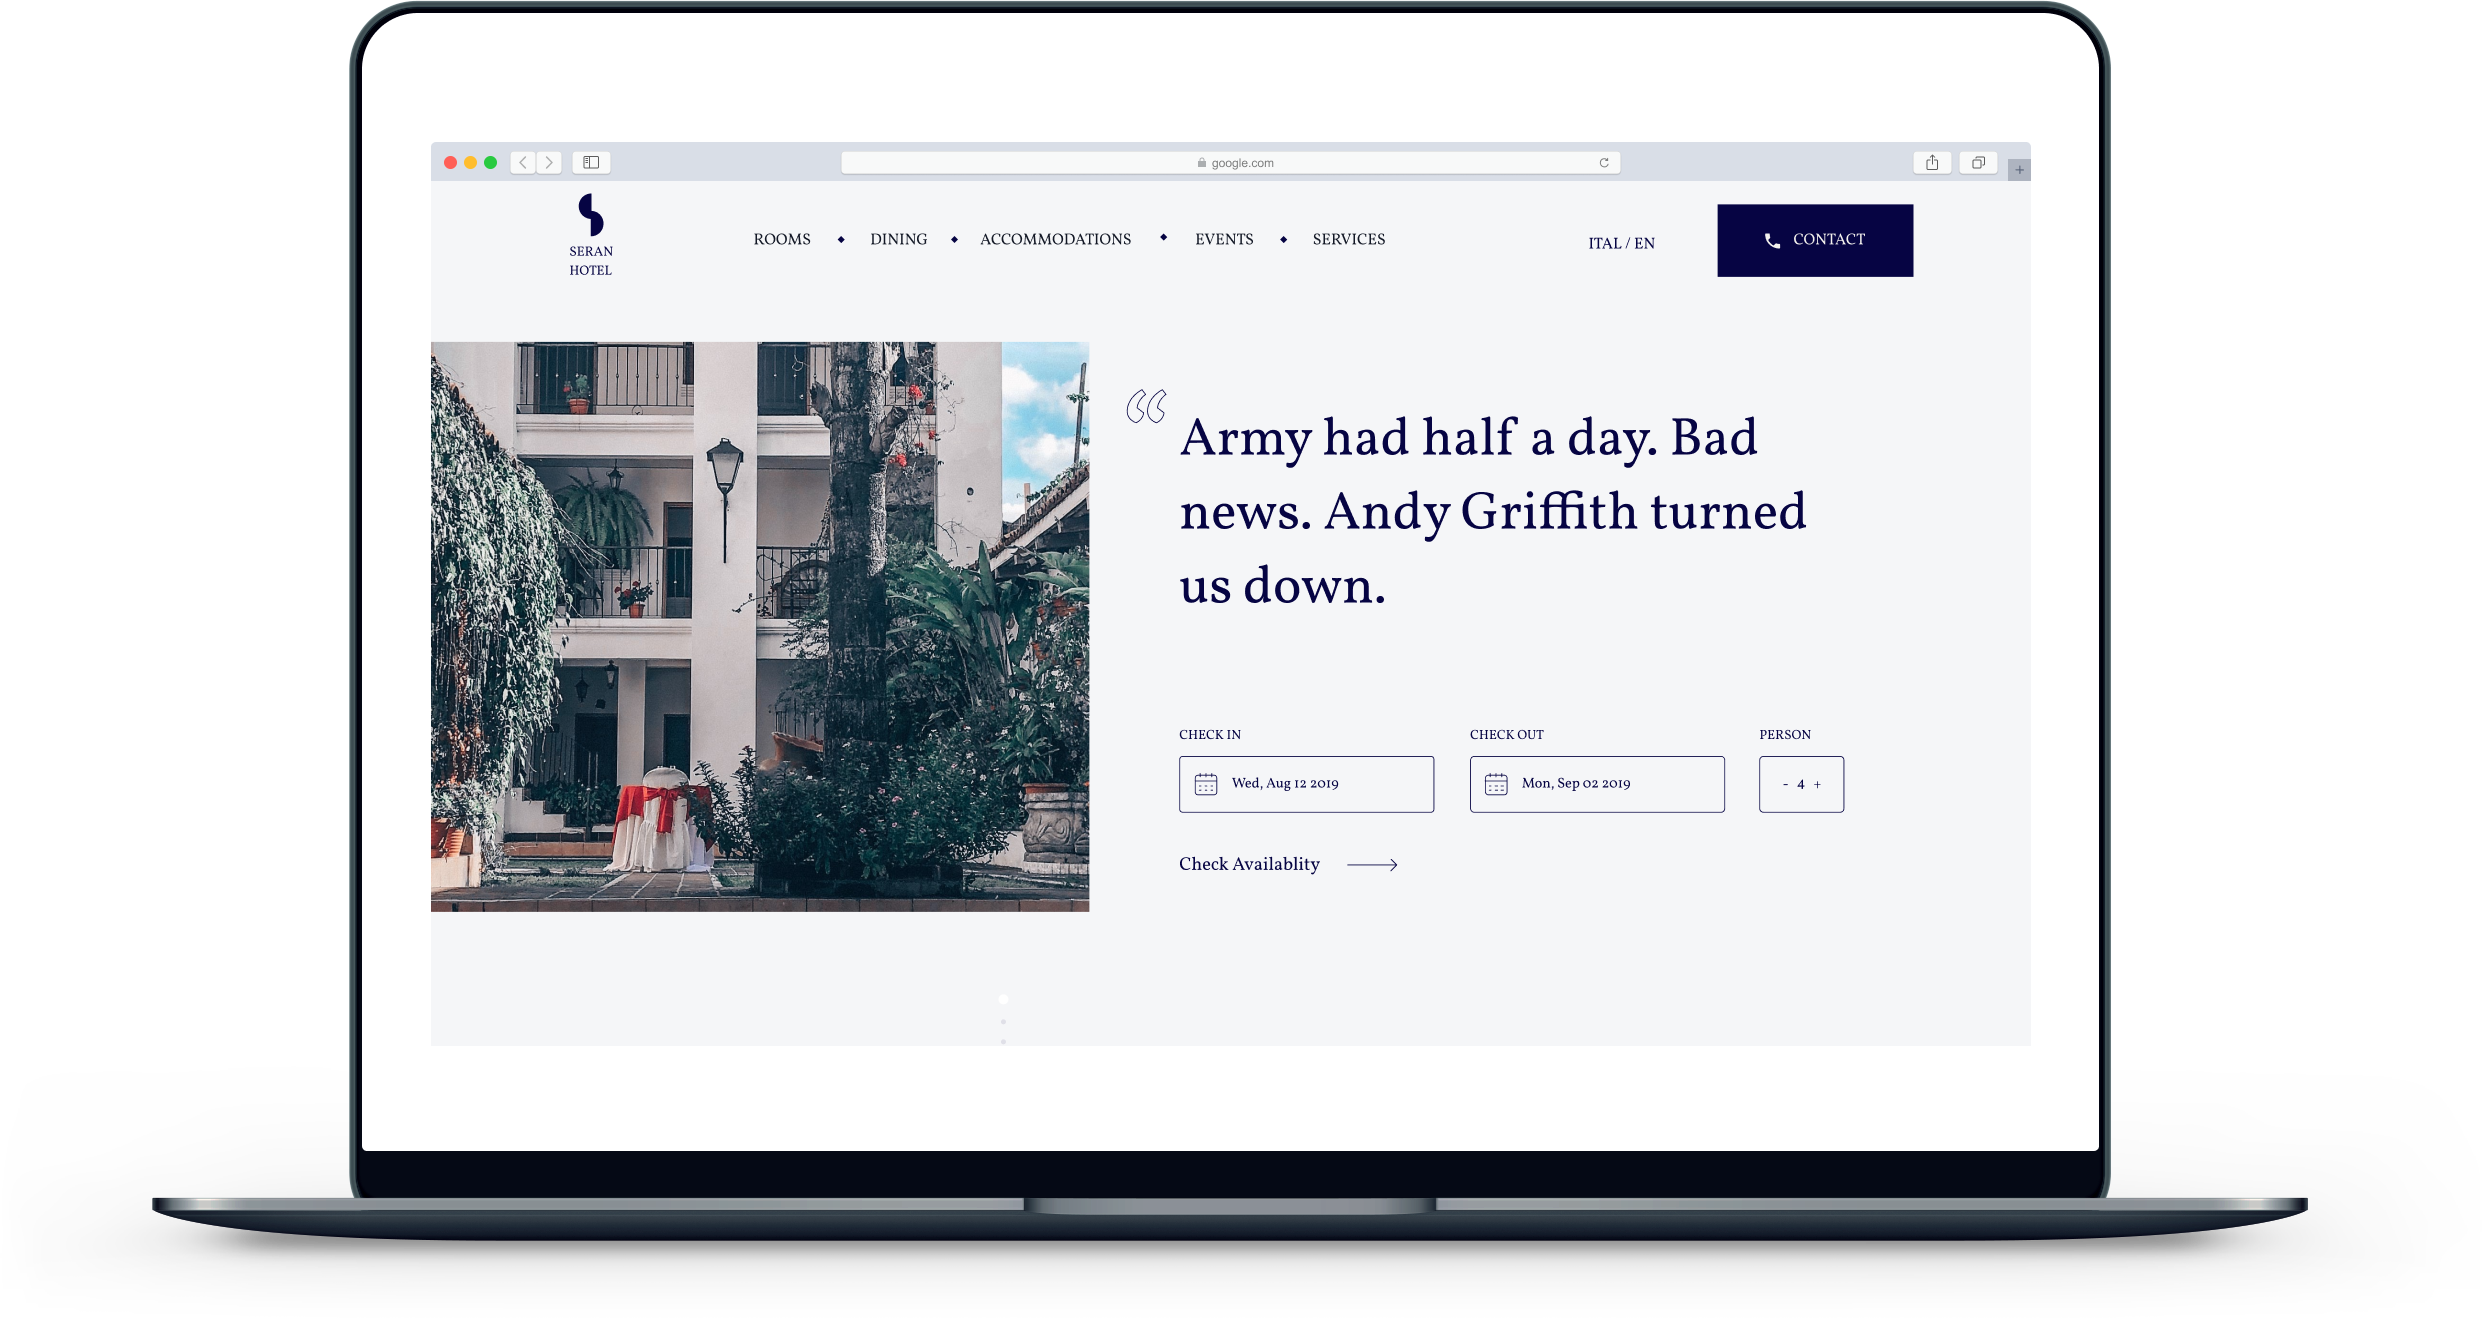 google.com
SERAN
HOTEL
ROOMS
DINING
ACCOMMODATIONS
EVENTS
SERVICES
ITAL / EN
CONTACT
“
Army had half a day. Bad
news. Andy Griffith turned
us down.
CHECK IN
CHECK OUT
PERSON
Wed, Aug 12 2019
Mon, Sep 02 2019
- 4 +
Check Availablity